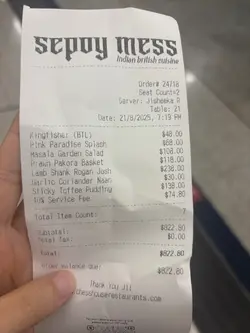 sepoy mess
Indian british cuisine
Order# 24718
Seat Count:2
Server: Jisheeka R
Table: 21
Date: 21/8/2025, 7:19 PM
Kingfisher (BTL) $48.00
Pink Paradise Splash $88.00
Masala Garden Salad $108.00
Prawn Pakora Basket $118.00
Lamb Shank Rogan Josh $238.00
Garlic Coriander Naan $30.00
Sticky Toffee Pudding $138.00
10% Service Fee $74.80
Total Item Count: 7
Subtotal: $822.80
Total Tax: $0.00
Total: $822.80
Balance Due: $822.80
Thank You